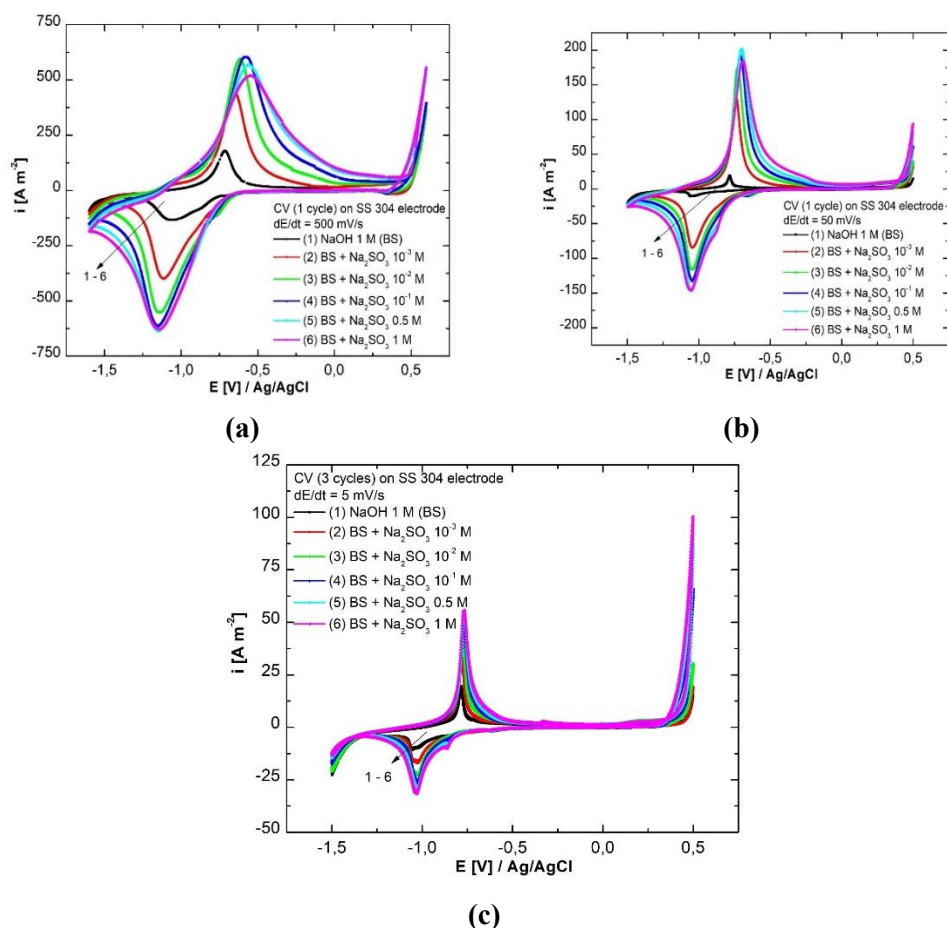 750
500
250
0
-250
-500
-750
i [A m⁻²]
CV (1 cycle) on SS 304 electrode
dE/dt = 500 mV/s
(1) NaOH 1 M (BS)
(2) BS + Na₂SO₃ 10⁻³ M
(3) BS + Na₂SO₃ 10⁻² M
(4) BS + Na₂SO₃ 10⁻¹ M
(5) BS + Na₂SO₃ 0.5 M
(6) BS + Na₂SO₃ 1 M
1 - 6
-1,5 -1,0 -0,5 0,0 0,5
E [V] / Ag/AgCl
(a)
200
150
100
50
0
-50
-100
-150
-200
i [A m⁻²]
CV (1 cycle) on SS 304 electrode
dE/dt = 50 mV/s
(1) NaOH 1 M (BS)
(2) BS + Na₂SO₃ 10⁻³ M
(3) BS + Na₂SO₃ 10⁻² M
(4) BS + Na₂SO₃ 10⁻¹ M
(5) BS + Na₂SO₃ 0.5 M
(6) BS + Na₂SO₃ 1 M
1 - 6
-1,5 -1,0 -0,5 0,0 0,5
E [V] / Ag/AgCl
(b)
125
100
75
50
25
0
-25
-50
i [A m⁻²]
CV (3 cycles) on SS 304 electrode
dE/dt = 5 mV/s
(1) NaOH 1 M (BS)
(2) BS + Na₂SO₃ 10⁻³ M
(3) BS + Na₂SO₃ 10⁻² M
(4) BS + Na₂SO₃ 10⁻¹ M
(5) BS + Na₂SO₃ 0.5 M
(6) BS + Na₂SO₃ 1 M
1 - 6
-1,5 -1,0 -0,5 0,0 0,5
E [V] / Ag/AgCl
(c)